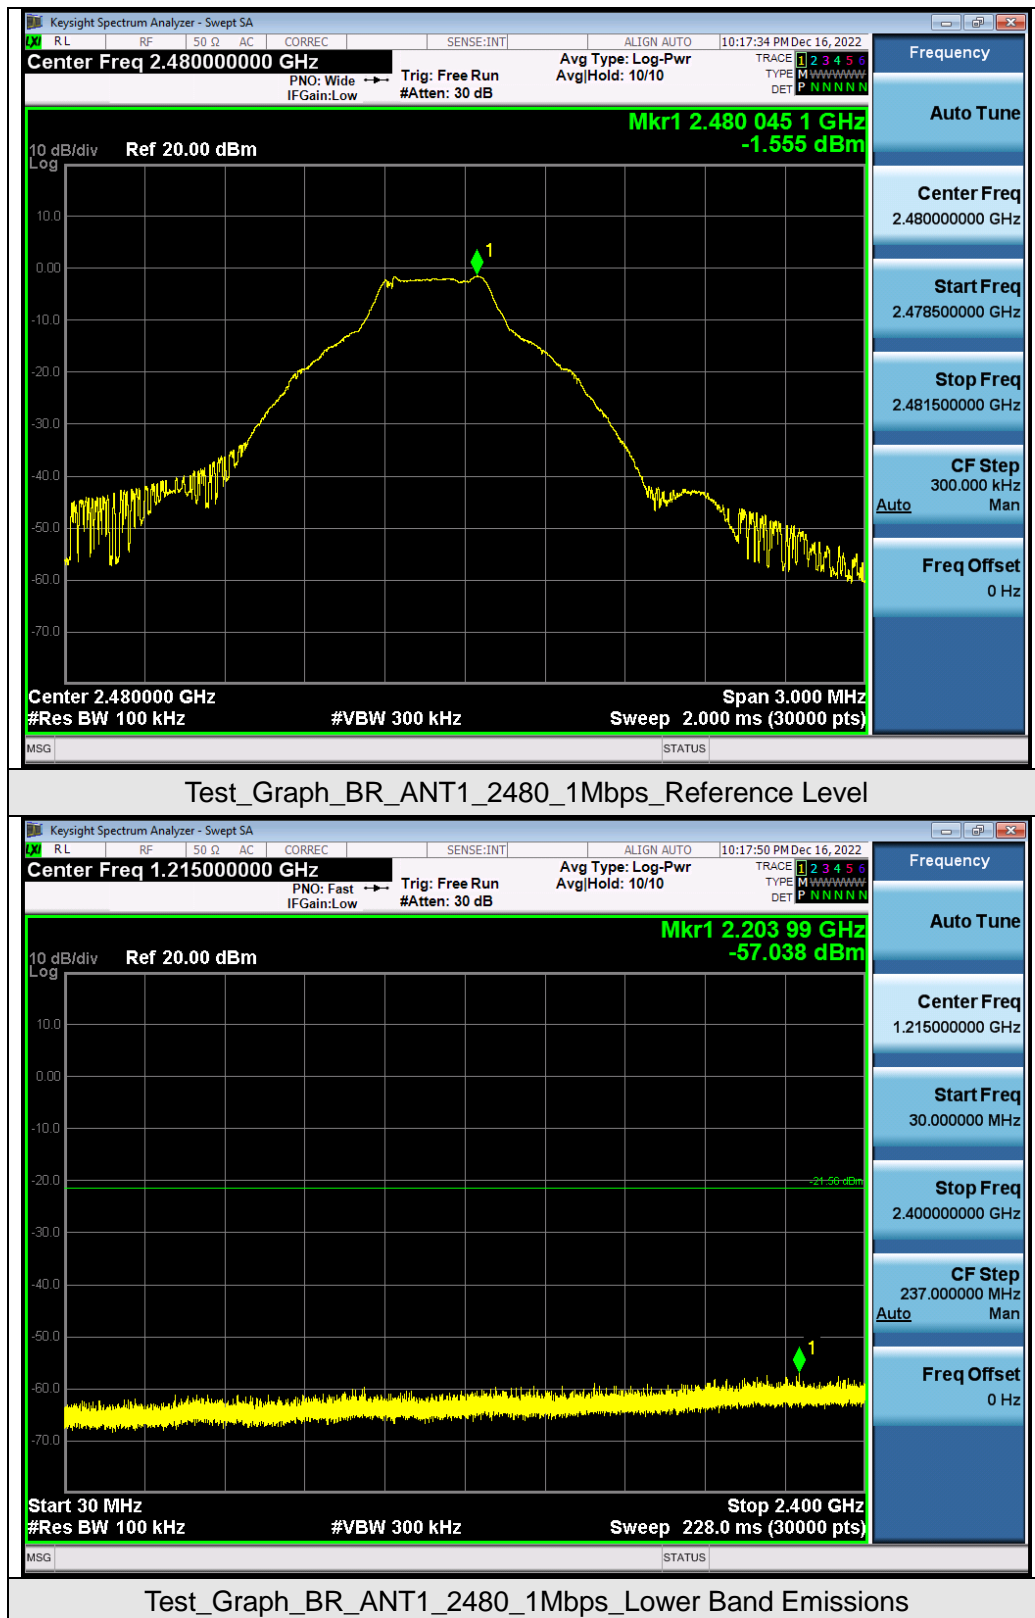 Keysight Spectrum Analyzer - Swept SA
LXI RL RF 50 Ω AC CORREC SENSE:INT ALIGN AUTO 10:17:34 PM Dec 16, 2022
Center Freq 2.480000000 GHz Avg Type: Log-Pwr TRACE 1 2 3 4 5 6
PNO: Wide Trig: Free Run Avg|Hold: 10/10 TYPE M WWWWW
IFGain:Low #Atten: 30 dB DET P N N N N N
Frequency
Auto Tune
Center Freq
2.480000000 GHz
Start Freq
2.478500000 GHz
Stop Freq
2.481500000 GHz
CF Step
300.000 kHz
Auto Man
Freq Offset
0 Hz
Mkr1 2.480 045 1 GHz
-1.555 dBm
10 dB/div Ref 20.00 dBm
Log
10.0
0.00
1
-10.0
-20.0
-30.0
-40.0
-50.0
-60.0
-70.0
Center 2.480000 GHz Span 3.000 MHz
#Res BW 100 kHz #VBW 300 kHz Sweep 2.000 ms (30000 pts)
MSG STATUS
Test_Graph_BR_ANT1_2480_1Mbps_Reference Level
Keysight Spectrum Analyzer - Swept SA
LXI RL RF 50 Ω AC CORREC SENSE:INT ALIGN AUTO 10:17:50 PM Dec 16, 2022
Center Freq 1.215000000 GHz Avg Type: Log-Pwr TRACE 1 2 3 4 5 6
PNO: Fast Trig: Free Run Avg|Hold: 10/10 TYPE M WWWWW
IFGain:Low #Atten: 30 dB DET P N N N N N
Frequency
Auto Tune
Center Freq
1.215000000 GHz
Start Freq
30.000000 MHz
Stop Freq
2.400000000 GHz
CF Step
237.000000 MHz
Auto Man
Freq Offset
0 Hz
Mkr1 2.203 99 GHz
-57.038 dBm
10 dB/div Ref 20.00 dBm
Log
10.0
0.00
-10.0
-20.0
-30.0
-40.0
-50.0
1
-60.0
-70.0
Start 30 MHz Stop 2.400 GHz
#Res BW 100 kHz #VBW 300 kHz Sweep 228.0 ms (30000 pts)
MSG STATUS
Test_Graph_BR_ANT1_2480_1Mbps_Lower Band Emissions